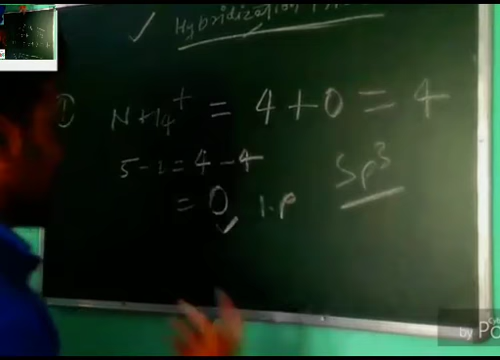 Hybridization
① NH4+ = 4+0 = 4
5-1=4-4 Sp³
= 0 l.p
by Po